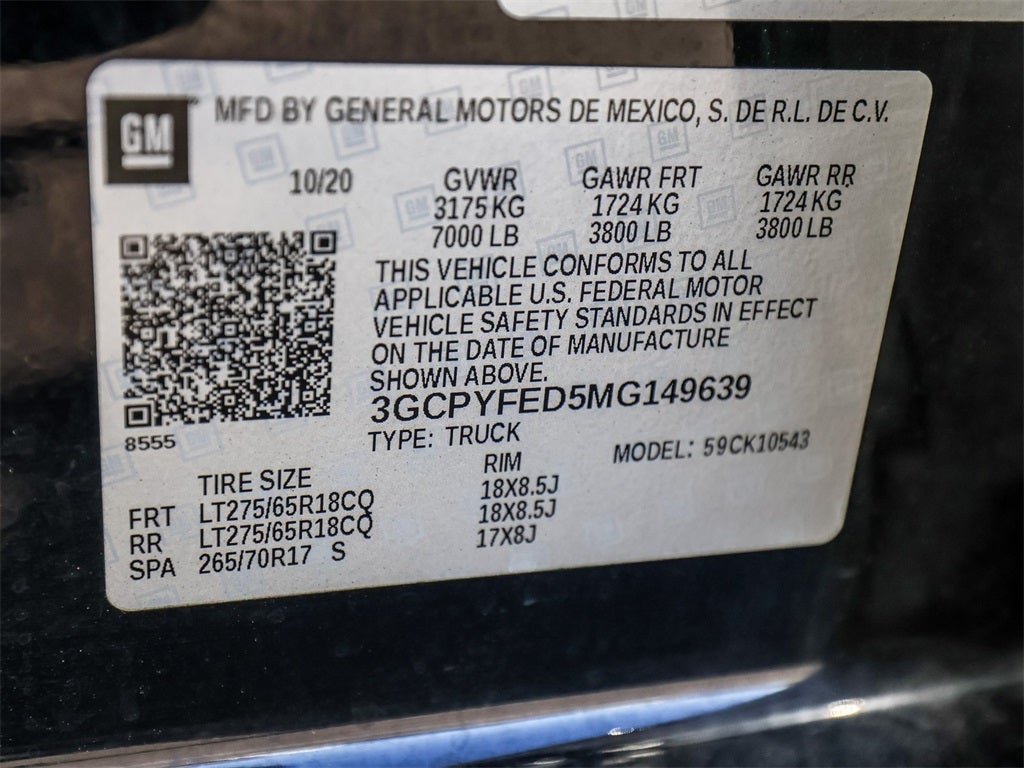 GM MFD BY GENERAL MOTORS DE MEXICO, S. DE R.L. DE C.V.
10/20 GVWR GAWR FRT GAWR RR
3175 KG 1724 KG 1724 KG
7000 LB 3800 LB 3800 LB
THIS VEHICLE CONFORMS TO ALL
APPLICABLE U.S. FEDERAL MOTOR
VEHICLE SAFETY STANDARDS IN EFFECT
ON THE DATE OF MANUFACTURE
SHOWN ABOVE.
3GCPYFED5MG149639
8555
TYPE: TRUCK MODEL: 59CK10543
TIRE SIZE RIM
FRT LT275/65R18CQ 18X8.5J
RR LT275/65R18CQ 18X8.5J
SPA 265/70R17 S 17X8J